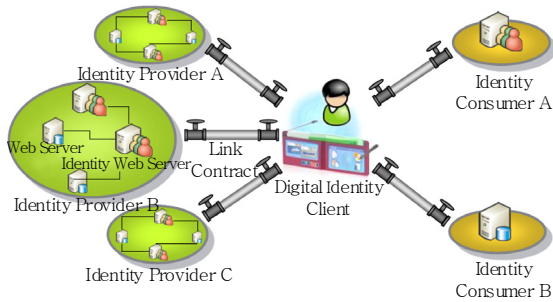 Identity Provider A
Identity
Consumer A
Web Server
Identity Web Server
Link
Contract
Identity Provider B
Digital Identity
Client
Identity Provider C
Identity
Consumer B